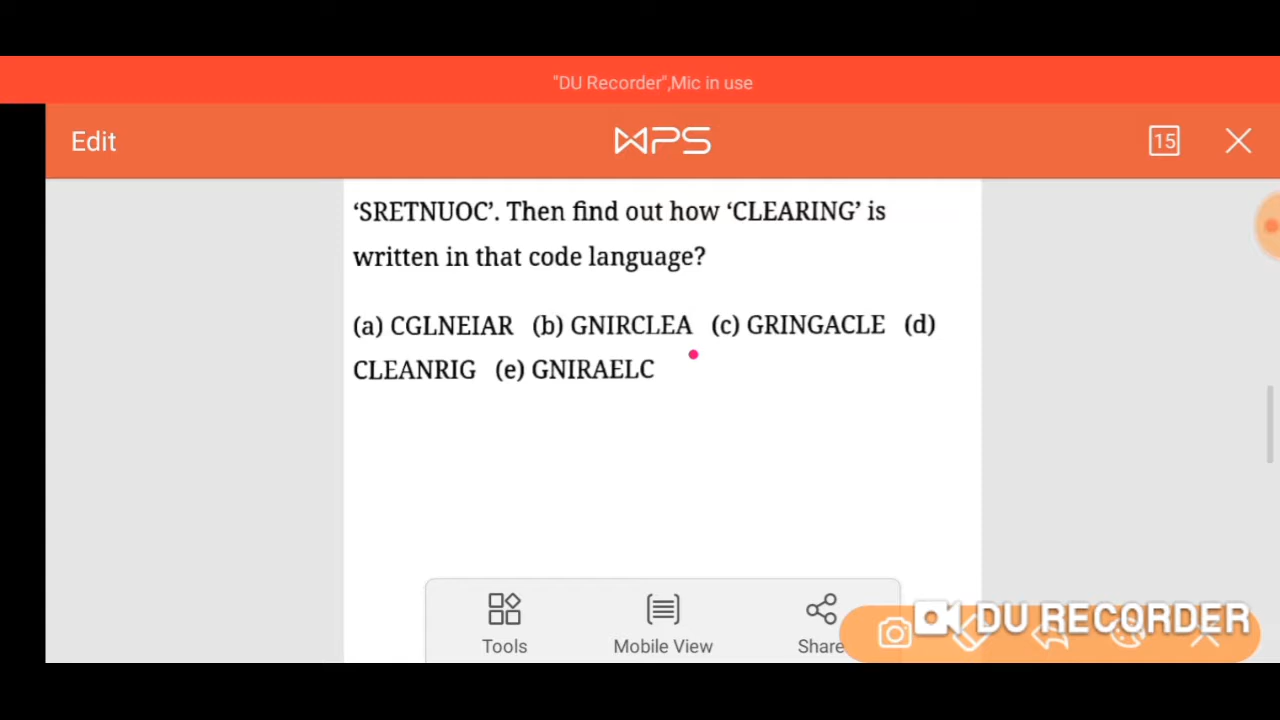 "DU Recorder",Mic in use
Edit
WPS
15
‘SRETNUOC’. Then find out how ‘CLEARING’ is
written in that code language?
(a) CGLNEIAR (b) GNIRCLEA (c) GRINGACLE (d)
CLEANRIG (e) GNIRAELC
Tools
Mobile View
Share
DU RECORDER